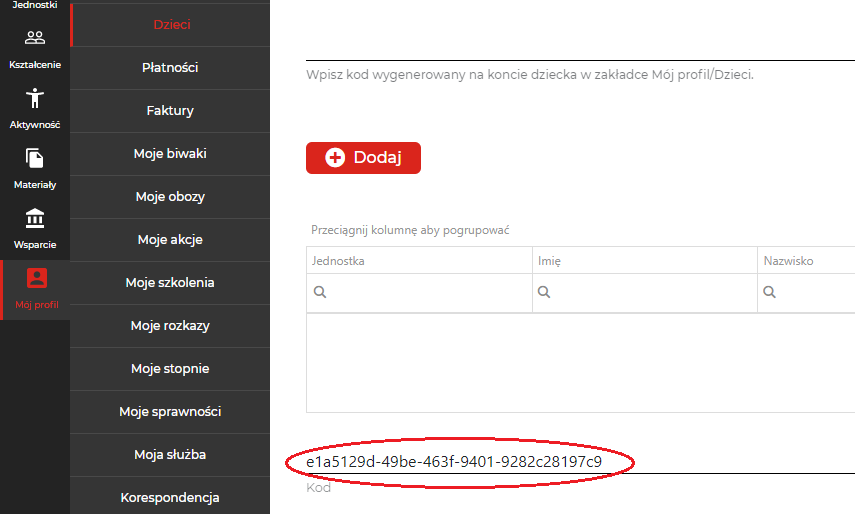 Jednostki
Kształcenie
Aktywność
Materiały
Wsparcie
Mój profil
Dzieci
Płatności
Faktury
Moje biwaki
Moje obozy
Moje akcje
Moje szkolenia
Moje rozkazy
Moje stopnie
Moje sprawności
Moja służba
Korespondencja
Wpisz kod wygenerowany na koncie dziecka w zakładce Mój profil/Dzieci.
Dodaj
Przeciągnij kolumnę aby pogrupować
Jednostka Imię Nazwisko
e1a5129d-49be-463f-9401-9282c28197c9
Kod